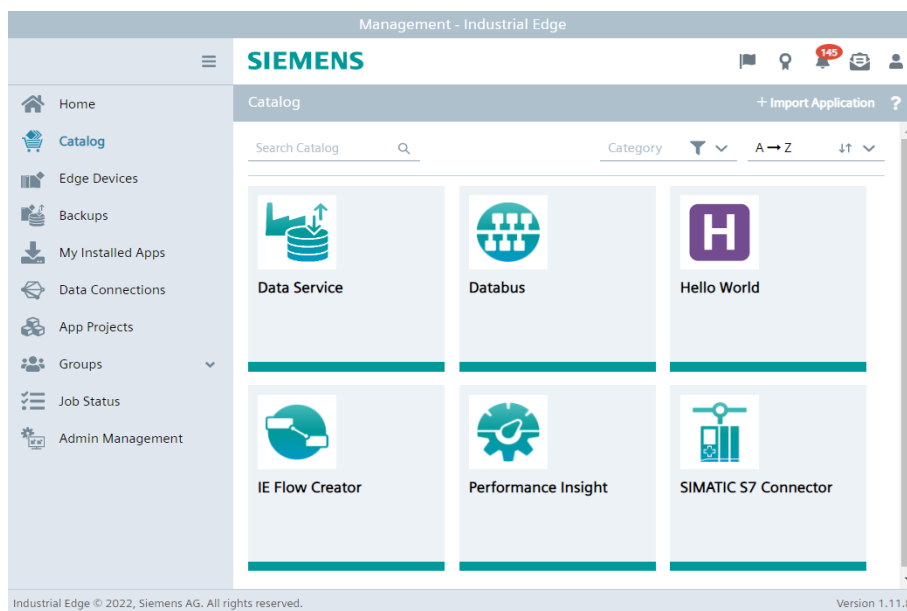 Management - Industrial Edge
SIEMENS
145
Home
Catalog
Edge Devices
Backups
My Installed Apps
Data Connections
App Projects
Groups
Job Status
Admin Management
Catalog
+ Import Application ?
Search Catalog
Category
A → Z
Data Service
Databus
H
Hello World
IE Flow Creator
Performance Insight
SIMATIC S7 Connector
Industrial Edge © 2022, Siemens AG. All rights reserved.
Version 1.11.